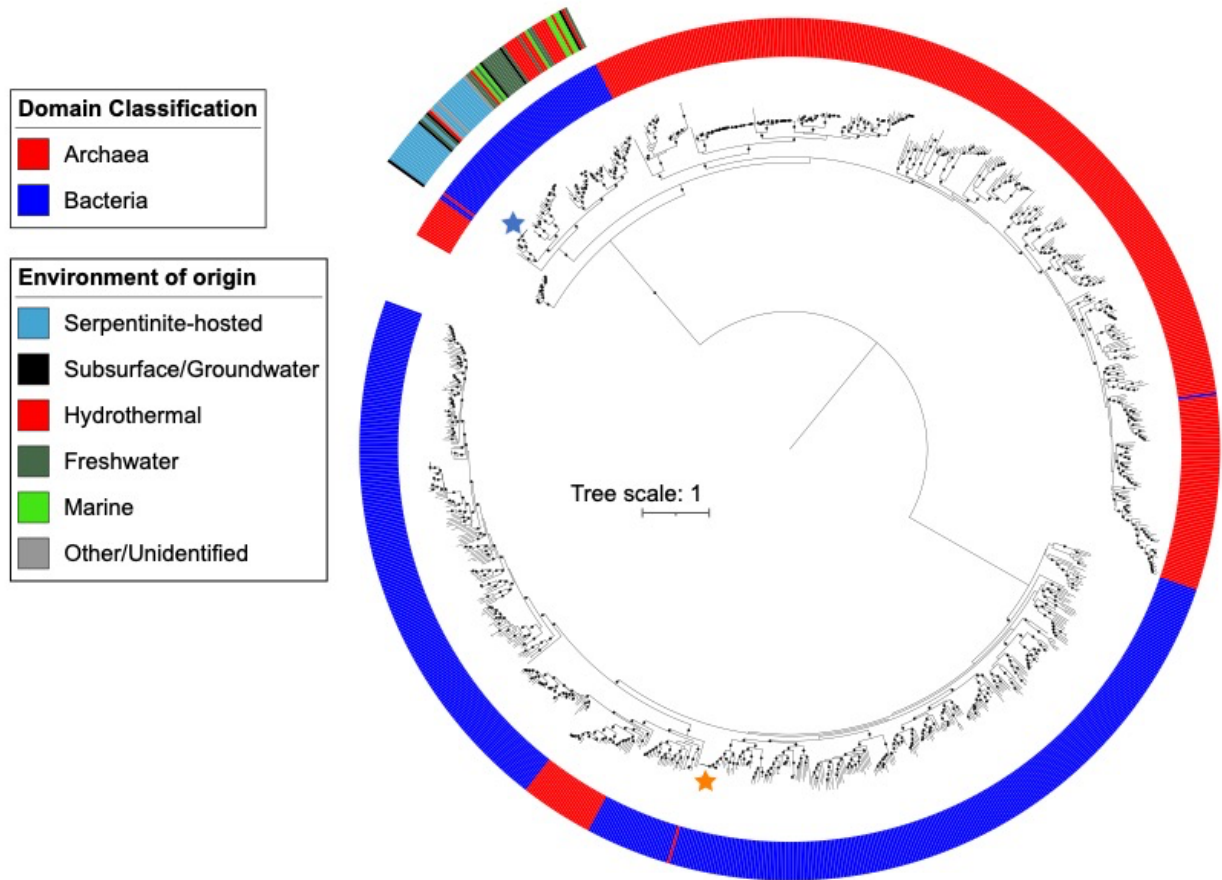 Domain Classification
Archaea
Bacteria
Environment of origin
Serpentinite-hosted
Subsurface/Groundwater
Hydrothermal
Freshwater
Marine
Other/Unidentified
Tree scale: 1